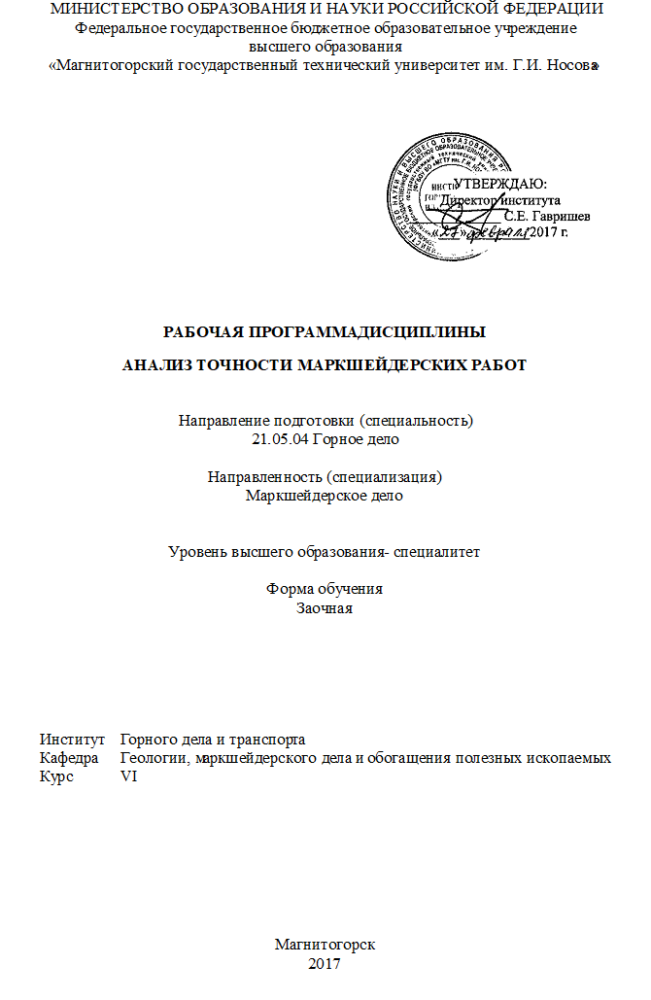 МИНИСТЕРСТВО ОБРАЗОВАНИЯ И НАУКИ РОССИЙСКОЙ ФЕДЕРАЦИИ
Федеральное государственное бюджетное образовательное учреждение
высшего образования
«Магнитогорский государственный технический университет им. Г.И. Носова»
УТВЕРЖДАЮ:
Директор института
С.Е. Гавришев
«27» февраля 2017 г.
РАБОЧАЯ ПРОГРАММАДИСЦИПЛИНЫ
АНАЛИЗ ТОЧНОСТИ МАРКШЕЙДЕРСКИХ РАБОТ
Направление подготовки (специальность)
21.05.04 Горное дело
Направленность (специализация)
Маркшейдерское дело
Уровень высшего образования- специалитет
Форма обучения
Заочная
Институт Горного дела и транспорта
Кафедра Геологии, маркшейдерского дела и обогащения полезных ископаемых
Курс VI
Магнитогорск
2017